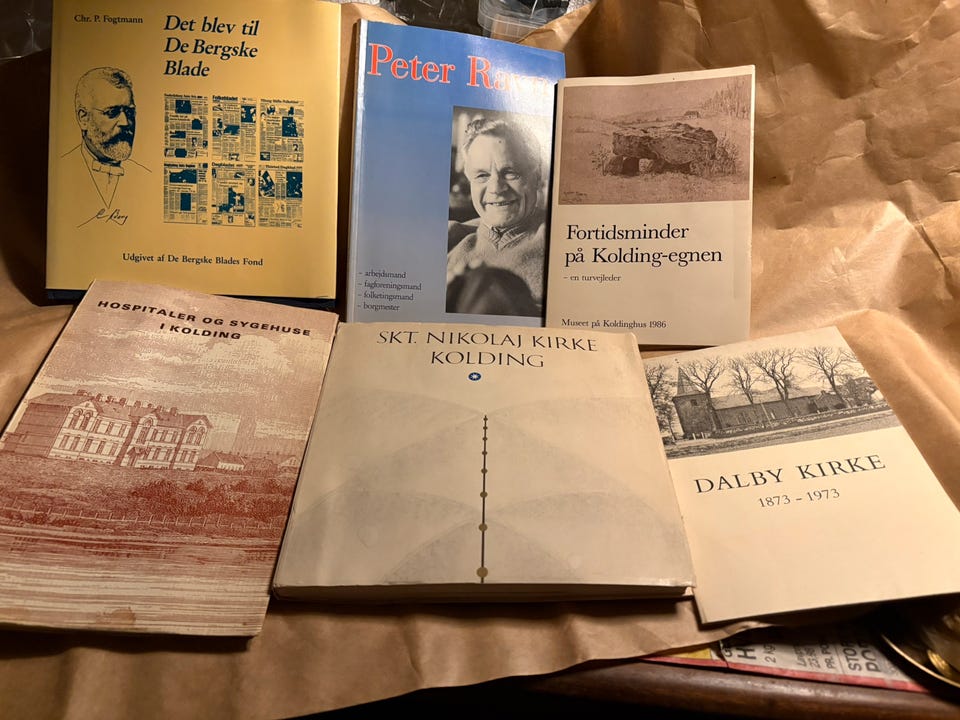 Chr. P. Fogtmann
Det blev til
De Bergske
Blade
Udgivet af De Bergske Blades Fond
Peter
– arbejdsmand
– fagforeningsmand
– folketingsmand
– borgmester
Fortidsminder
på Kolding-egnen
– en turvejleder
Museet på Koldinghus 1986
HOSPITALER OG SYGEHUSE
I KOLDING
SKT. NIKOLAJ KIRKE
KOLDING
DALBY KIRKE
1873 – 1973